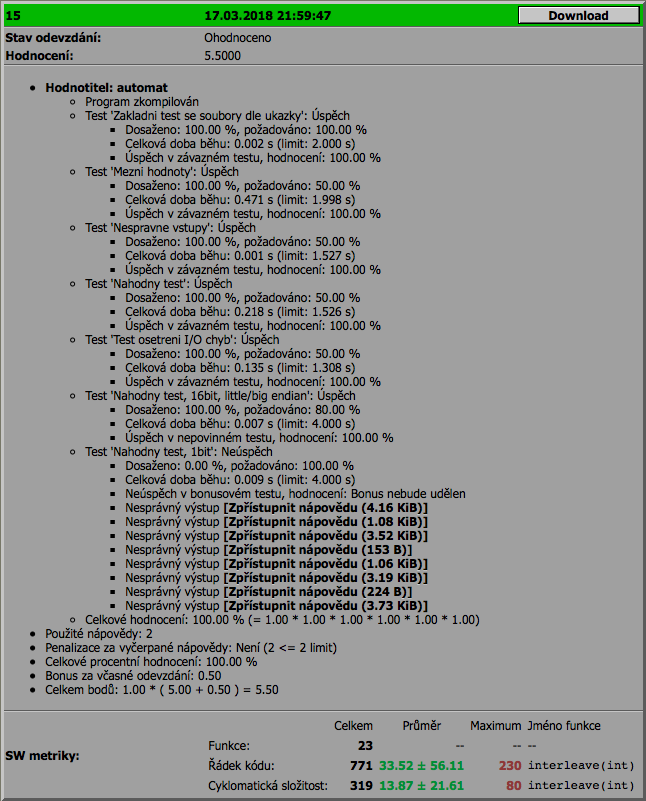 15 17.03.2018 21:59:47 Download
Stav odevzdání: Ohodnoceno
Hodnocení: 5.5000
Hodnotitel: automat
Program zkompilován
Test 'Zakladni test se soubory dle ukazky': Úspěch
Dosaženo: 100.00 %, požadováno: 100.00 %
Celková doba běhu: 0.002 s (limit: 2.000 s)
Úspěch v závazném testu, hodnocení: 100.00 %
Test 'Mezni hodnoty': Úspěch
Dosaženo: 100.00 %, požadováno: 50.00 %
Celková doba běhu: 0.471 s (limit: 1.998 s)
Úspěch v závazném testu, hodnocení: 100.00 %
Test 'Nespravne vstupy': Úspěch
Dosaženo: 100.00 %, požadováno: 50.00 %
Celková doba běhu: 0.001 s (limit: 1.527 s)
Úspěch v závazném testu, hodnocení: 100.00 %
Test 'Nahodny test': Úspěch
Dosaženo: 100.00 %, požadováno: 50.00 %
Celková doba běhu: 0.218 s (limit: 1.526 s)
Úspěch v závazném testu, hodnocení: 100.00 %
Test 'Test osetreni I/O chyb': Úspěch
Dosaženo: 100.00 %, požadováno: 50.00 %
Celková doba běhu: 0.135 s (limit: 1.308 s)
Úspěch v závazném testu, hodnocení: 100.00 %
Test 'Nahodny test, 16bit, little/big endian': Úspěch
Dosaženo: 100.00 %, požadováno: 80.00 %
Celková doba běhu: 0.007 s (limit: 4.000 s)
Úspěch v nepovinném testu, hodnocení: 100.00 %
Test 'Nahodny test, 1bit': Neúspěch
Dosaženo: 0.00 %, požadováno: 100.00 %
Celková doba běhu: 0.009 s (limit: 4.000 s)
Neúspěch v bonusovém testu, hodnocení: Bonus nebude udělen
Nesprávný výstup [Zpřístupnit nápovědu (4.16 KiB)]
Nesprávný výstup [Zpřístupnit nápovědu (1.08 KiB)]
Nesprávný výstup [Zpřístupnit nápovědu (3.52 KiB)]
Nesprávný výstup [Zpřístupnit nápovědu (153 B)]
Nesprávný výstup [Zpřístupnit nápovědu (1.06 KiB)]
Nesprávný výstup [Zpřístupnit nápovědu (3.19 KiB)]
Nesprávný výstup [Zpřístupnit nápovědu (224 B)]
Nesprávný výstup [Zpřístupnit nápovědu (3.73 KiB)]
Celkové hodnocení: 100.00 % (= 1.00 * 1.00 * 1.00 * 1.00 * 1.00 * 1.00)
Použité nápovědy: 2
Penalizace za vyčerpané nápovědy: Není (2 <= 2 limit)
Celkové procentní hodnocení: 100.00 %
Bonus za včasné odevzdání: 0.50
Celkem bodů: 1.00 * ( 5.00 + 0.50 ) = 5.50
SW metriky:
Celkem Průměr Maximum Jméno funkce
Funkce: 23 -- -- --
Řádek kódu: 771 33.52 ± 56.11 230 interleave(int)
Cyklomatická složitost: 319 13.87 ± 21.61 80 interleave(int)